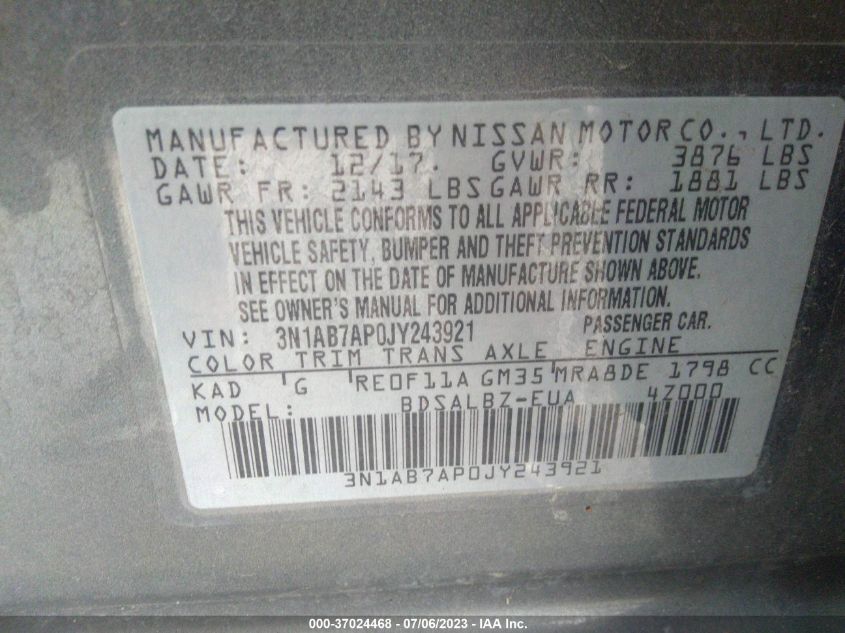 MANUFACTURED BY NISSAN MOTOR CO., LTD.
DATE: 12/17. GVWR: 3876 LBS
GAWR FR: 2143 LBS GAWR RR: 1881 LBS
THIS VEHICLE CONFORMS TO ALL APPLICABLE FEDERAL MOTOR
VEHICLE SAFETY, BUMPER AND THEFT PREVENTION STANDARDS
IN EFFECT ON THE DATE OF MANUFACTURE SHOWN ABOVE.
SEE OWNER'S MANUAL FOR ADDITIONAL INFORMATION.
VIN: 3N1AB7AP0JY243921 PASSENGER CAR.
COLOR TRIM TRANS AXLE ENGINE
KAD G RE0F11A GM35 MRA8DE 1798 CC
MODEL: BDSALBZ-EUA 4Z000
3N1AB7AP0JY243921
000-37024468 - 07/06/2023 - © IAA Inc.